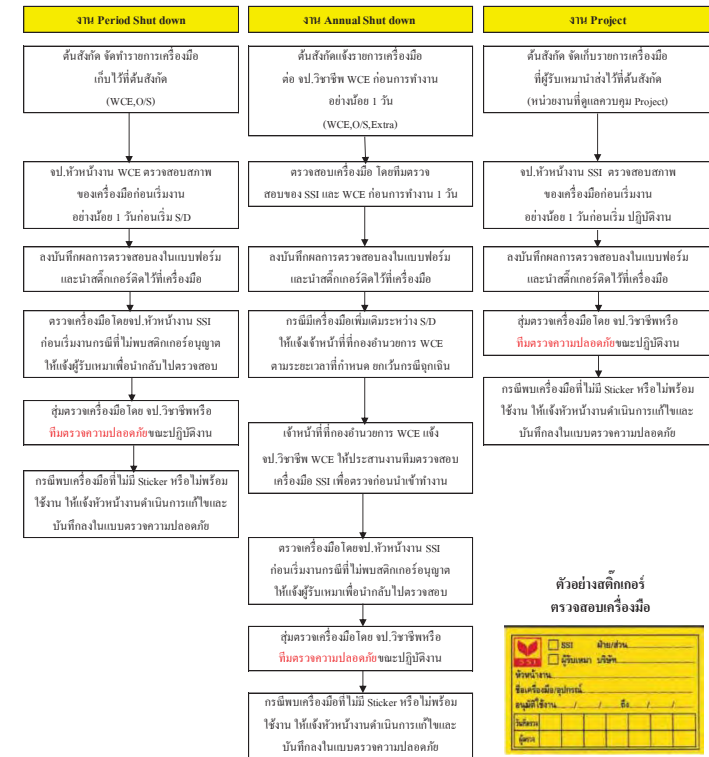 งาน Period Shut down
ต้นสังกัด จัดทำรายการเครื่องมือ
เก็บไว้ที่ต้นสังกัด
(WCE,O/S)
จป.หัวหน้างาน WCE ตรวจสอบสภาพ
ของเครื่องมือก่อนเริ่มงาน
อย่างน้อย 1 วันก่อนเริ่ม S/D
ลงบันทึกผลการตรวจสอบลงในแบบฟอร์ม
และนำสติ๊กเกอร์ติดไว้ที่เครื่องมือ
ตรวจเครื่องมือโดยจป.หัวหน้างาน SSI
ก่อนเริ่มงานกรณีที่ไม่พบสติกเกอร์อนุญาต
ให้แจ้งผู้รับเหมาเพื่อนำกลับไปตรวจสอบ
สุ่มตรวจเครื่องมือโดย จป.วิชาชีพหรือ
ทีมตรวจความปลอดภัยขณะปฏิบัติงาน
กรณีพบเครื่องมือที่ไม่มี Sticker หรือไม่พร้อม
ใช้งาน ให้แจ้งหัวหน้างานดำเนินการแก้ไขและ
บันทึกลงในแบบตรวจความปลอดภัย
งาน Annual Shut down
ต้นสังกัดแจ้งรายการเครื่องมือ
ต่อ จป.วิชาชีพ WCE ก่อนการทำงาน
อย่างน้อย 1 วัน
(WCE,O/S,Extra)
ตรวจสอบเครื่องมือ โดยทีมตรวจ
สอบของ SSI และ WCE ก่อนการทำงาน 1 วัน
ลงบันทึกผลการตรวจสอบลงในแบบฟอร์ม
และนำสติ๊กเกอร์ติดไว้ที่เครื่องมือ
กรณีมีเครื่องมือเพิ่มเติมระหว่าง S/D
ให้แจ้งเจ้าหน้าที่ที่กองอำนวยการ WCE
ตามระยะเวลาที่กำหนด ยกเว้นกรณีฉุกเฉิน
เจ้าหน้าที่ที่กองอำนวยการ WCE แจ้ง
จป.วิชาชีพ WCE ให้ประสานงานทีมตรวจสอบ
เครื่องมือ SSI เพื่อตรวจก่อนนำเข้าทำงาน
ตรวจเครื่องมือโดยจป.หัวหน้างาน SSI
ก่อนเริ่มงานกรณีที่ไม่พบสติกเกอร์อนุญาต
ให้แจ้งผู้รับเหมาเพื่อนำกลับไปตรวจสอบ
สุ่มตรวจเครื่องมือโดย จป.วิชาชีพหรือ
ทีมตรวจความปลอดภัยขณะปฏิบัติงาน
กรณีพบเครื่องมือที่ไม่มี Sticker หรือไม่พร้อม
ใช้งาน ให้แจ้งหัวหน้างานดำเนินการแก้ไขและ
บันทึกลงในแบบตรวจความปลอดภัย
งาน Project
ต้นสังกัด จัดเก็บรายการเครื่องมือ
ที่ผู้รับเหมานำส่งไว้ที่ต้นสังกัด
(หน่วยงานที่ดูแลควบคุม Project)
จป.หัวหน้างาน SSI ตรวจสอบสภาพ
ของเครื่องมือก่อนเริ่มงาน
อย่างน้อย 1 วันก่อนเริ่ม ปฏิบัติงาน
ลงบันทึกผลการตรวจสอบลงในแบบฟอร์ม
และนำสติ๊กเกอร์ติดไว้ที่เครื่องมือ
สุ่มตรวจเครื่องมือโดย จป.วิชาชีพหรือ
ทีมตรวจความปลอดภัยขณะปฏิบัติงาน
กรณีพบเครื่องมือที่ไม่มี Sticker หรือไม่พร้อม
ใช้งาน ให้แจ้งหัวหน้างานดำเนินการแก้ไขและ
บันทึกลงในแบบตรวจความปลอดภัย
ตัวอย่างสติ๊กเกอร์
ตรวจสอบเครื่องมือ
SSI ฝ่าย/ส่วน
SSI ผู้รับเหมา บริษัท
หัวหน้างาน
ชื่อเครื่องมือ/อุปกรณ์
อนุมัติใช้งาน / / ถึง / /
วันที่ตรวจ
ผู้ตรวจ